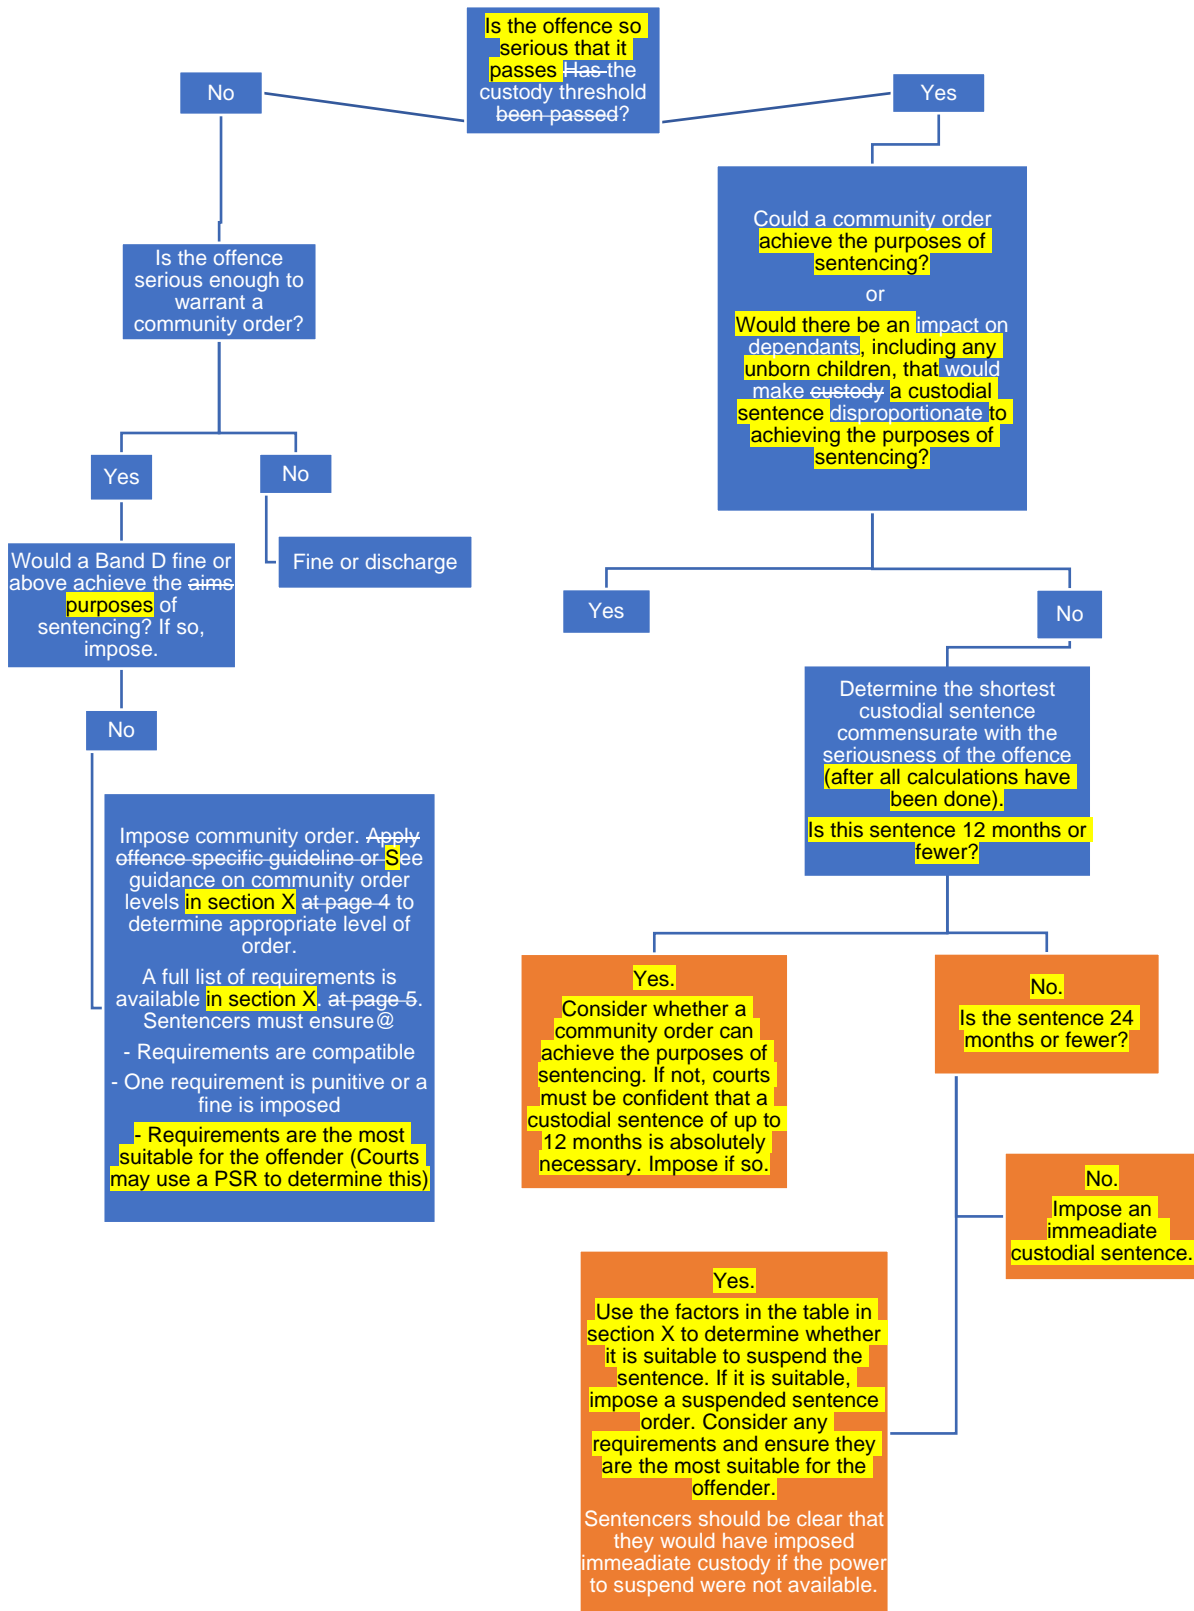 Is the offence so
serious that it
passes Has the
custody threshold
been passed?
No
Yes
Is the offence
serious enough to
warrant a
community order?
Could a community order
achieve the purposes of
sentencing?
or
Would there be an impact on
dependants, including any
unborn children, that would
make custody a custodial
sentence disproportionate to
achieving the purposes of
sentencing?
Yes
No
Would a Band D fine or
above achieve the aims
purposes of
sentencing? If so,
impose.
Fine or discharge
Yes
No
No
Determine the shortest
custodial sentence
commensurate with the
seriousness of the offence
(after all calculations have
been done).
Is this sentence 12 months or
fewer?
Impose community order. Apply
offence specific guideline or See
guidance on community order
levels in section X at page 4 to
determine appropriate level of
order.
A full list of requirements is
available in section X. at page 5.
Sentencers must ensure@
- Requirements are compatible
- One requirement is punitive or a
fine is imposed
- Requirements are the most
suitable for the offender (Courts
may use a PSR to determine this)
Yes.
Consider whether a
community order can
achieve the purposes of
sentencing. If not, courts
must be confident that a
custodial sentence of up to
12 months is absolutely
necessary. Impose if so.
No.
Is the sentence 24
months or fewer?
No.
Impose an
immeadiate
custodial sentence.
Yes.
Use the factors in the table in
section X to determine whether
it is suitable to suspend the
sentence. If it is suitable,
impose a suspended sentence
order. Consider any
requirements and ensure they
are the most suitable for the
offender.
Sentencers should be clear that
they would have imposed
immeadiate custody if the power
to suspend were not available.